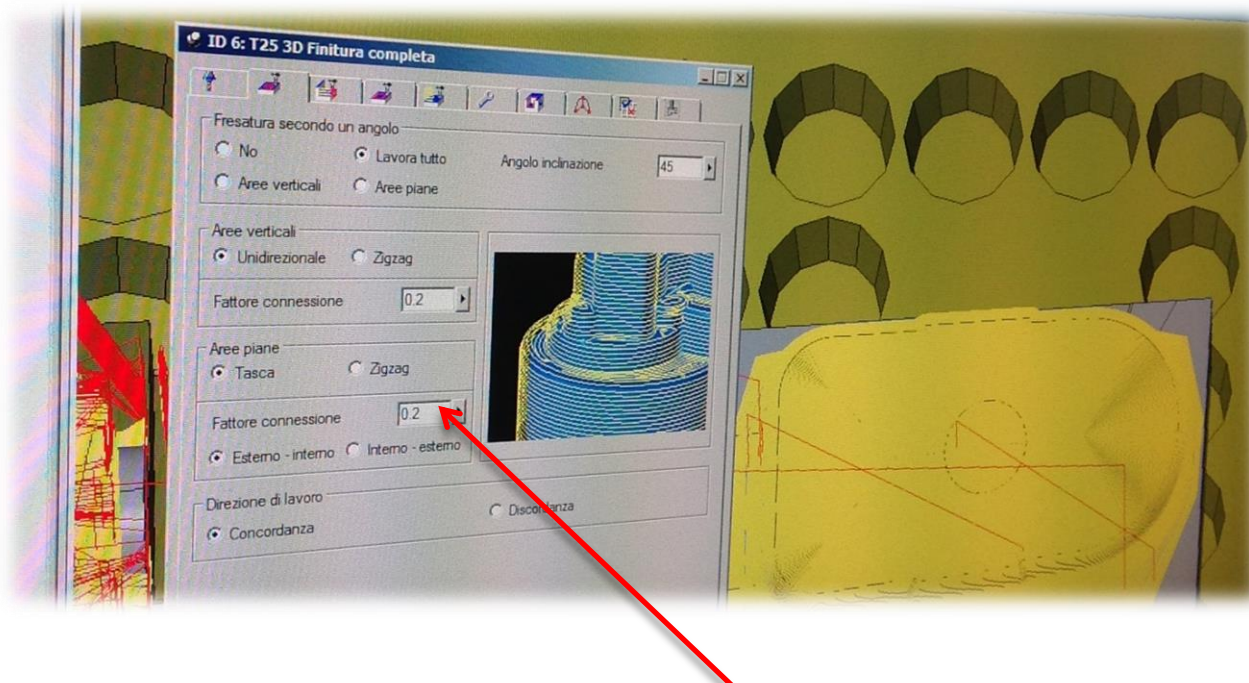 ID 6: T25 3D Finitura completa
Fresatura secondo un angolo
No
Lavora tutto
Angolo inclinazione
45
Aree verticali
Aree piane
Aree verticali
Unidirezionale
Zigzag
Fattore connessione
0.2
Aree piane
Tasca
Zigzag
Fattore connessione
0.2
Esterno - interno
Interno - esterno
Direzione di lavoro
Concordanza
Discordanza